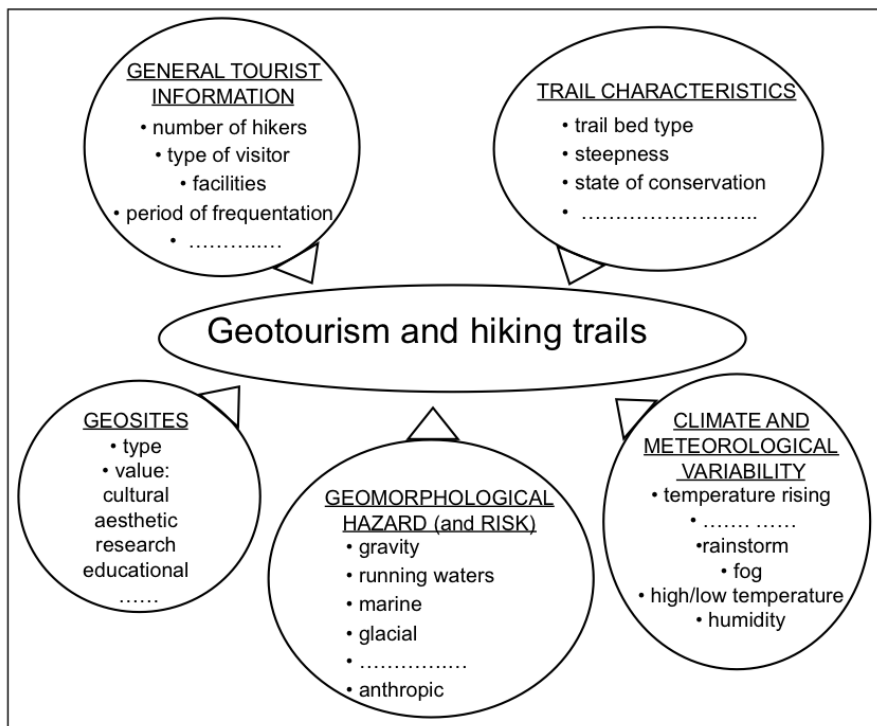 GENERAL TOURIST
INFORMATION
• number of hikers
• type of visitor
• facilities
• period of frequentation
• ………..…
TRAIL CHARACTERISTICS
• trail bed type
• steepness
• state of conservation
• ……………………..
Geotourism and hiking trails
GEOSITES
• type
• value:
cultural
aesthetic
research
educational
……
GEOMORPHOLOGICAL
HAZARD (and RISK)
• gravity
• running waters
• marine
• glacial
• ………….…
• anthropic
CLIMATE AND
METEOROLOGICAL
VARIABILITY
• temperature rising
• ……. ……
•rainstorm
• fog
• high/low temperature
• humidity